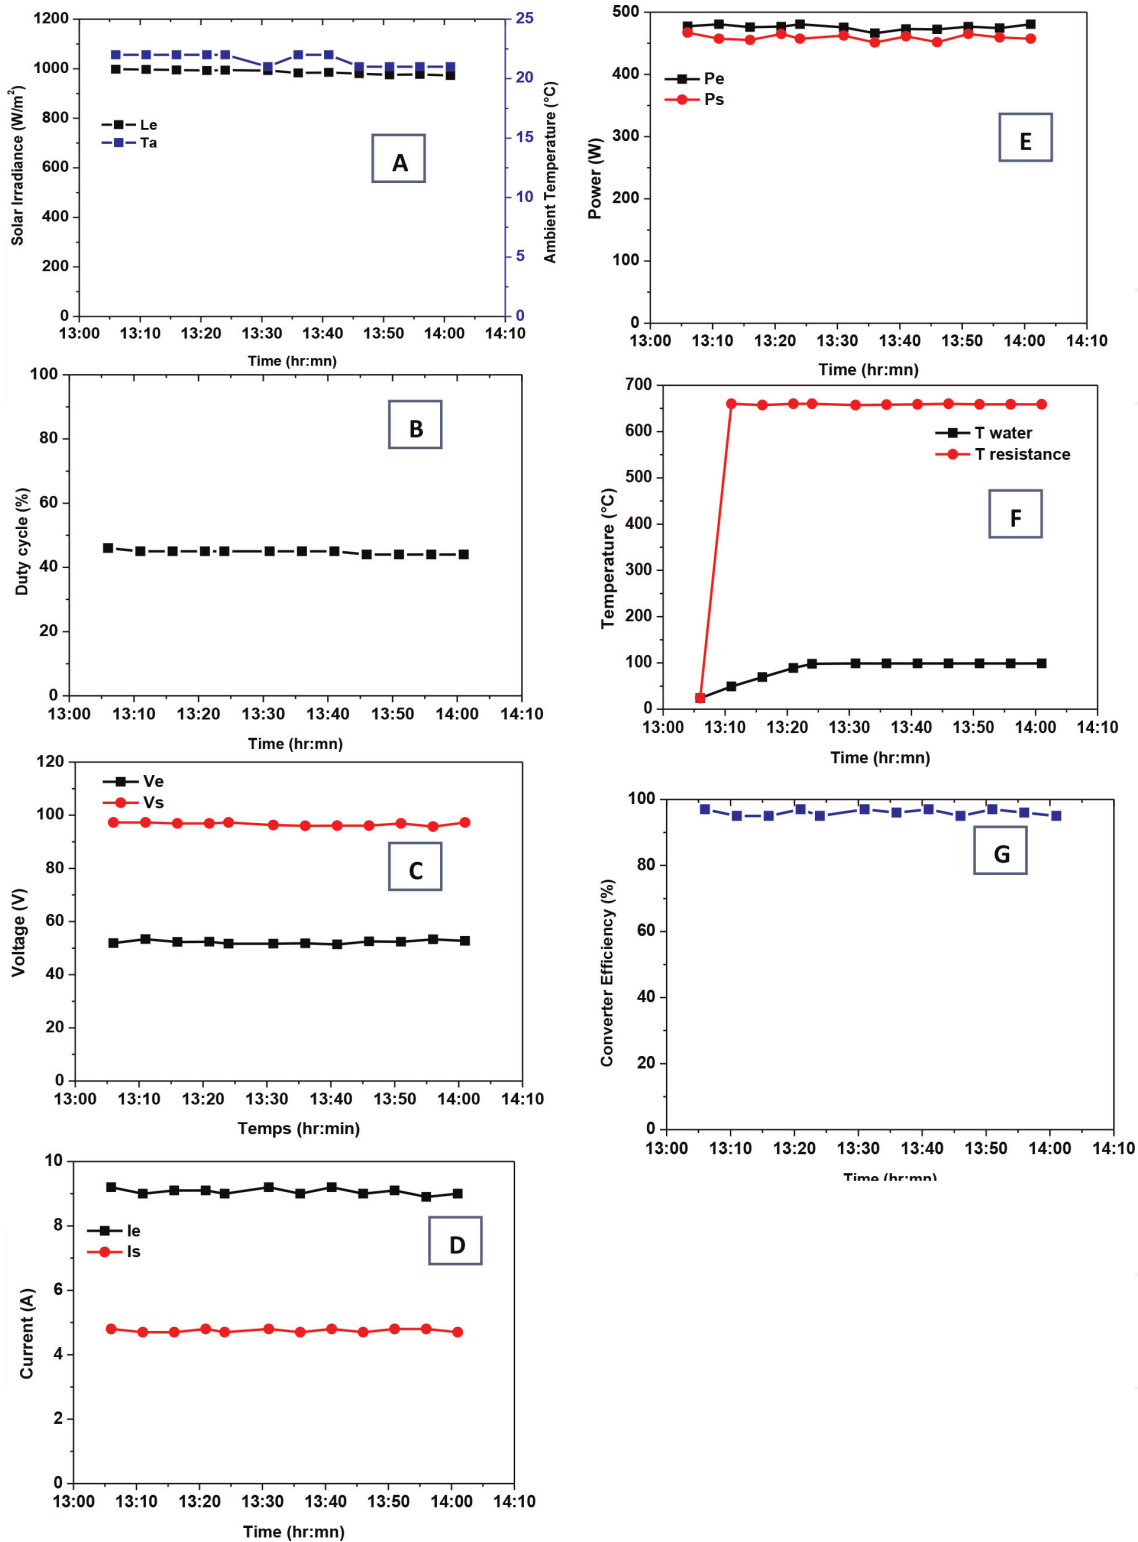 1200
1000
800
600
400
200
0
25
20
15
10
5
0
Solar Irradiance (W/m²)
Ambient Temperature (°C)
Le
Ta
A
13:00 13:10 13:20 13:30 13:40 13:50 14:00 14:10
Time (hr:mn)
100
80
60
40
20
0
Duty cycle (%)
B
13:00 13:10 13:20 13:30 13:40 13:50 14:00 14:10
Time (hr:mn)
120
100
80
60
40
20
0
Voltage (V)
Ve
Vs
C
13:00 13:10 13:20 13:30 13:40 13:50 14:00 14:10
Temps (hr:min)
10
8
6
4
2
0
Current (A)
Ie
Is
D
13:00 13:10 13:20 13:30 13:40 13:50 14:00 14:10
Time (hr:mn)
500
400
300
200
100
0
Power (W)
Pe
Ps
E
13:00 13:10 13:20 13:30 13:40 13:50 14:00 14:10
Time (hr:mn)
700
600
500
400
300
200
100
0
Temperature (°C)
T water
T resistance
F
13:00 13:10 13:20 13:30 13:40 13:50 14:00 14:10
Time (hr:mn)
100
80
60
40
20
0
Converter Efficiency (%)
G
13:00 13:10 13:20 13:30 13:40 13:50 14:00 14:10
Time (hr:mn)